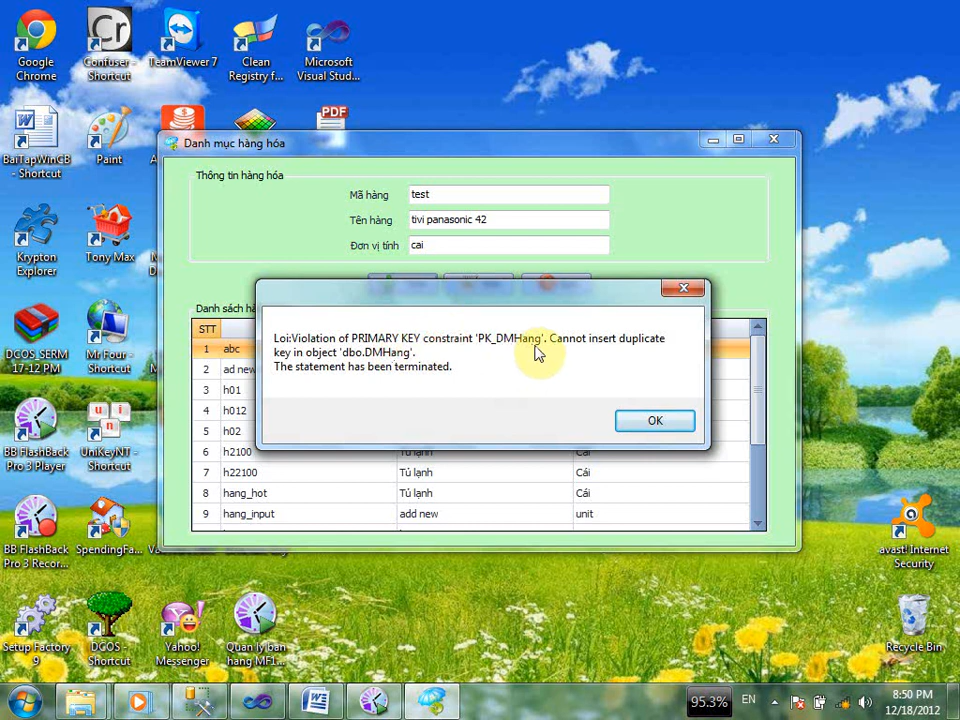 Google
Chrome
Confuser -
Shortcut
TeamViewer 7
Clean
Registry f...
Microsoft
Visual Stud...
BaiTapWinGB
- Shortcut
Paint
PDF
Krypton
Explorer
Tony Max
DCOS_SERM
17-12 PM
Mr Four -
Shortcut
BB FlashBack
Pro 3 Player
UniKeyNT -
Shortcut
BB FlashBack
Pro 3 Recor...
SpendingFa...
Setup Factory
9
DCOS -
Shortcut
Yahoo!
Messenger
Quan ly ban
hang MF1...
avast! Internet
Security
Recycle Bin
Danh mục hàng hóa
Thông tin hàng hóa
Mã hàng
test
Tên hàng
tivi panasonic 42
Đơn vị tính
cai
Danh sách hà
Loi:Violation of PRIMARY KEY constraint 'PK_DMHang'. Cannot insert duplicate
key in object 'dbo.DMHang'.
The statement has been terminated.
OK
STT
1 abc
2 ad new
3 h01
4 h012
5 h02
6 h2100 Tủ lạnh Cái
7 h22100 Tủ lạnh Cái
8 hang_hot Tủ lạnh Cái
9 hang_input add new unit
95.3%
EN
8:50 PM
12/18/2012